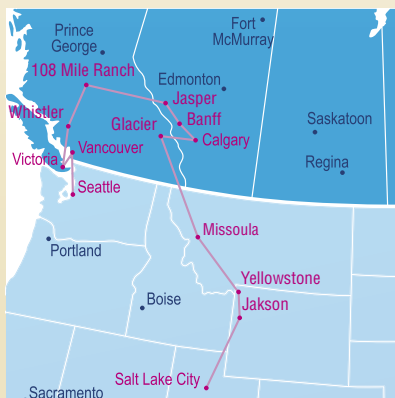 Fort
McMurray
Prince
George
108 Mile Ranch
Edmonton
Jasper
Whistler
Glacier
Banff
Saskatoon
Calgary
Vancouver
Victoria
Regina
Seattle
Missoula
Portland
Yellowstone
Boise
Jakson
Salt Lake City
Sacramento